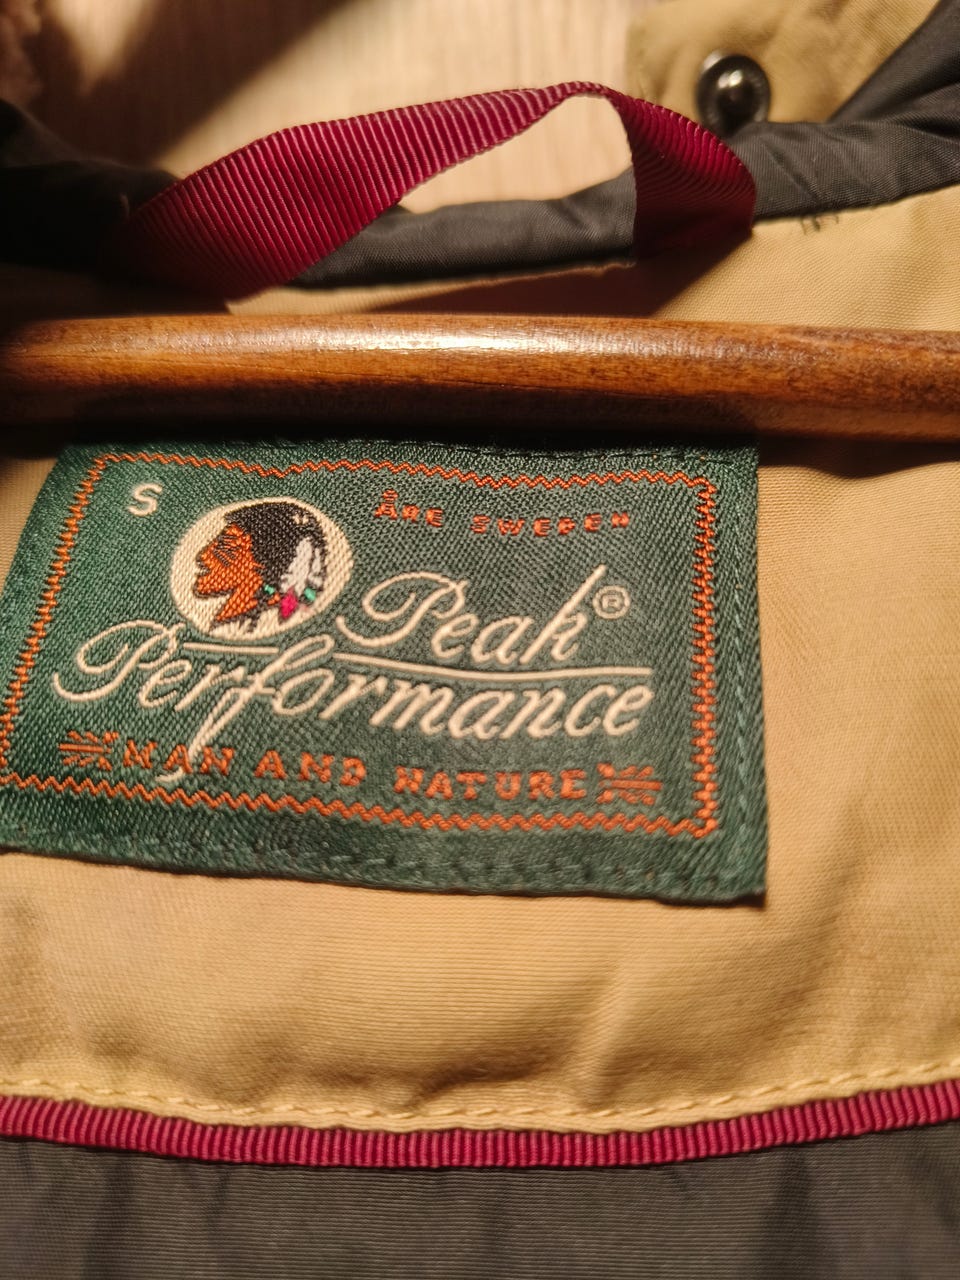 S
ÅRE SWEDEN
Peak®
Performance
MAN AND NATURE